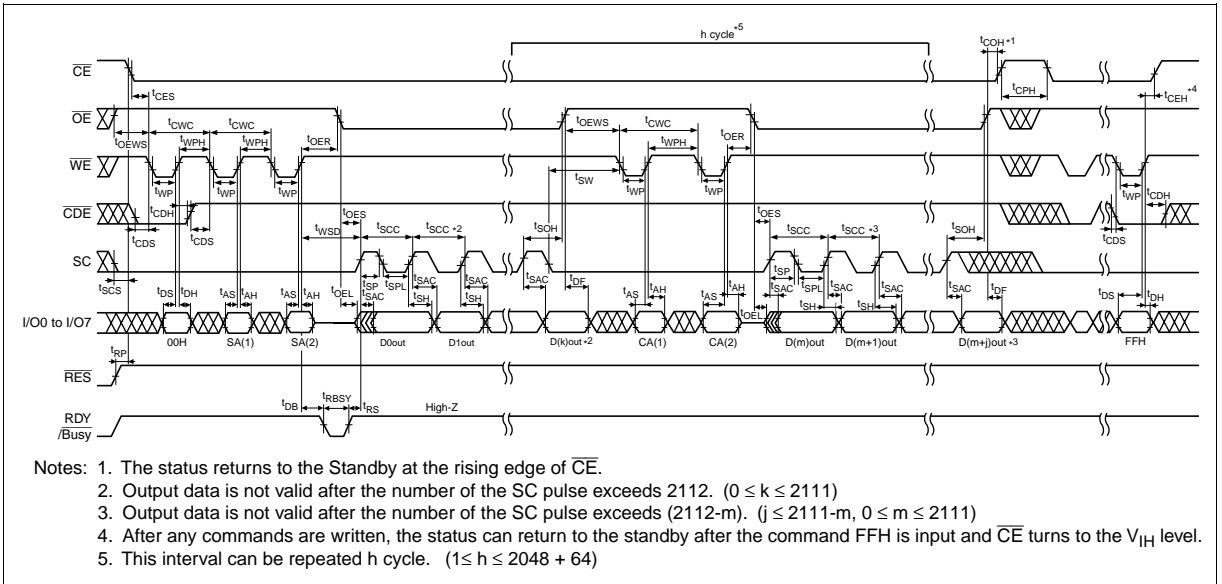 h cycle*5
tCOH *1
CE
tCPH
tCEH *4
tCES
OE
tCWC tCWC tOEWS tCWC
tOEWS tWPH tWPH tOER tWPH tOER
WE
tWP tWP tWP tSW tWP tWP tWP tCDH
tCDH tOES tOES
CDE
tCDS tCDS tWSD tSCC tSCC *2 tSOH tSCC tSCC *3 tSOH tCDS
SC
tSCS tDS tDH tAS tAH tAS tAH tOEL tSP tSAC tSPL tSAC tSH tSAC tSH tSAC tDF tAS tAH tAS tAH tOEL tSP tSAC tSPL tSAC tSH tSAC tSH tSAC tDF tDS tDH
I/O0 to I/O7
00H SA(1) SA(2) D0out D1out D(k)out*2 CA(1) CA(2) D(m)out D(m+1)out D(m+j)out*3 FFH
tRP
RES
tDB tRBSY tRS High-Z
RDY
/Busy
Notes: 1. The status returns to the Standby at the rising edge of CE.
2. Output data is not valid after the number of the SC pulse exceeds 2112. (0 ≤ k ≤ 2111)
3. Output data is not valid after the number of the SC pulse exceeds (2112-m). (j ≤ 2111-m, 0 ≤ m ≤ 2111)
4. After any commands are written, the status can return to the standby after the command FFH is input and CE turns to the VIH level.
5. This interval can be repeated h cycle. (1≤ h ≤ 2048 + 64)